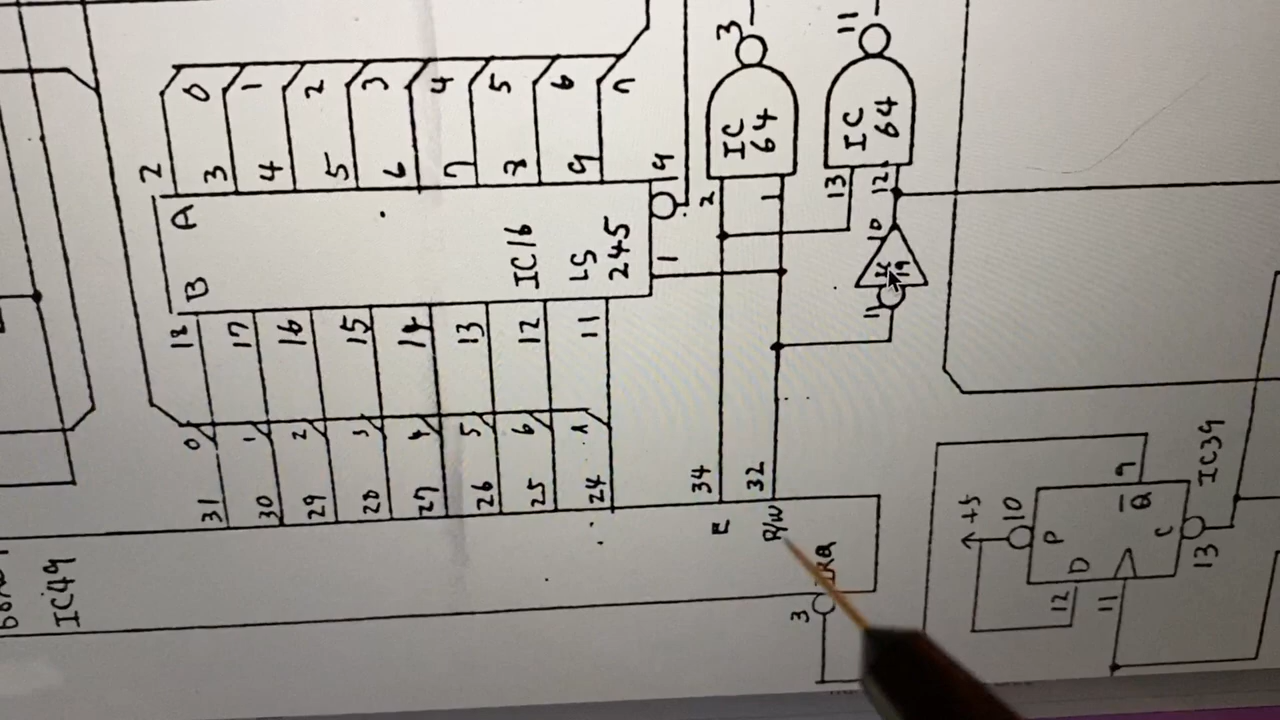 3
11
0 1 2 3 4 5 6 7
IC 64
IC 64
2 3 4 5 6 7 8 9
9
2
1
13
12
A
10
B
IC16
LS 245
1
19
18 17 16 15 14 13 12 11
11
0 1 2 3 4 5 6 7
31 30 29 28 27 26 25 24
34
32
E
R/W
IRQ
IC49
3
+5
10
P
Q
9
IC39
D
C
13
12
11